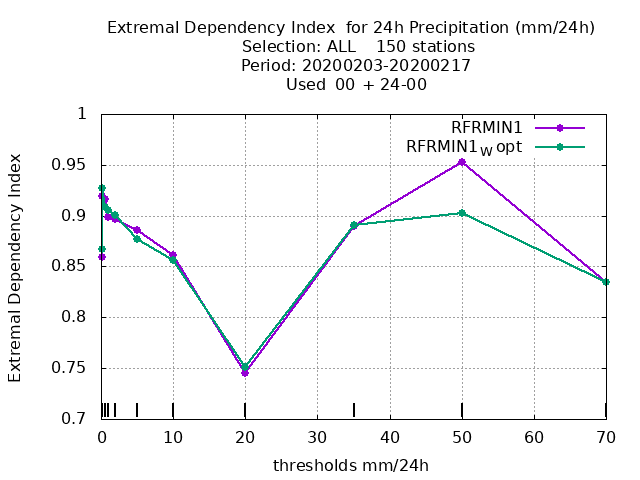 Extremal Dependency Index  for 24h Precipitation (mm/24h)
Selection: ALL    150 stations
Period: 20200203-20200217
Used  00 + 24-00
RFRMIN1
RFRMIN1W opt
Extremal Dependency Index
1
0.95
0.9
0.85
0.8
0.75
0.7
0 10 20 30 40 50 60 70
thresholds mm/24h